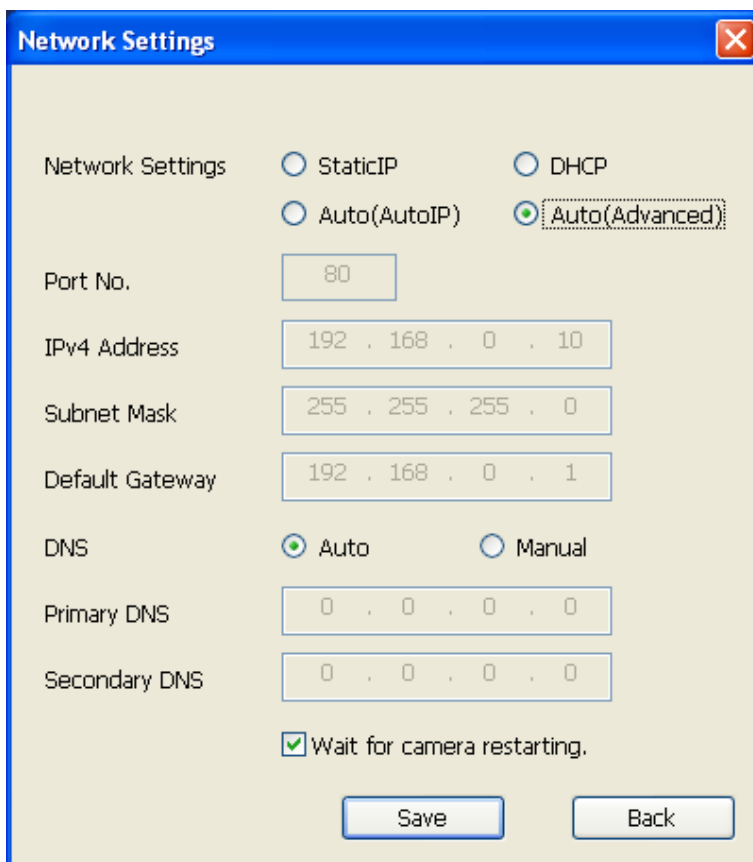 Network Settings
Network Settings StaticIP DHCP
Auto(AutoIP) Auto(Advanced)
Port No. 80
IPv4 Address 192 . 168 . 0 . 10
Subnet Mask 255 . 255 . 255 . 0
Default Gateway 192 . 168 . 0 . 1
DNS Auto Manual
Primary DNS 0 . 0 . 0 . 0
Secondary DNS 0 . 0 . 0 . 0
Wait for camera restarting.
Save Back